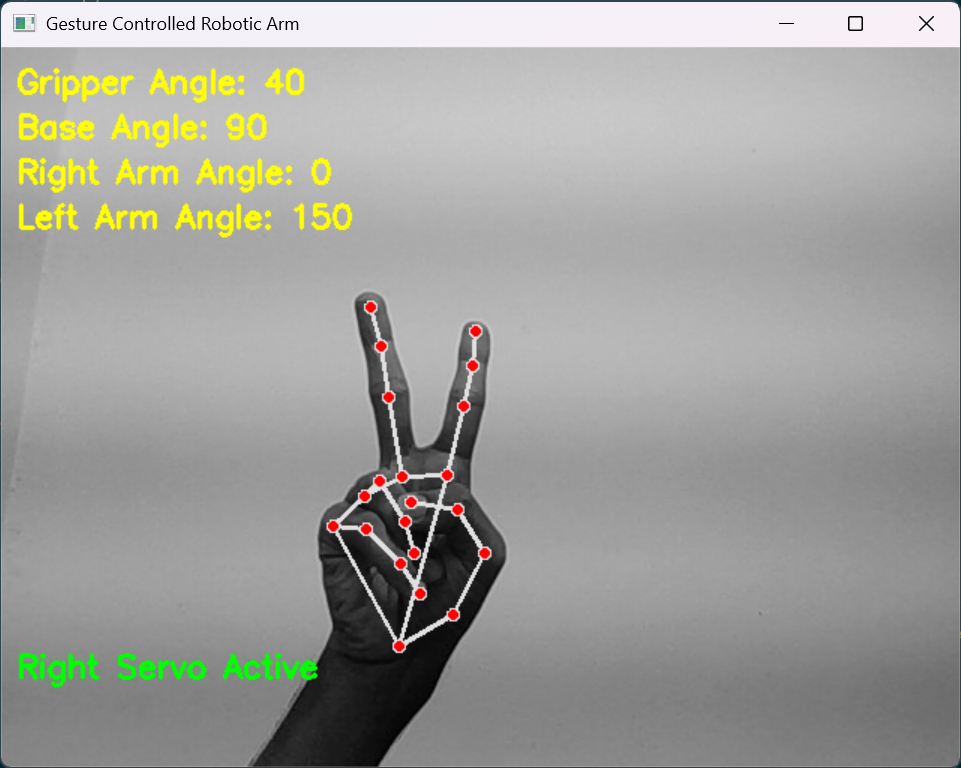 Gesture Controlled Robotic Arm
Gripper Angle: 40
Base Angle: 90
Right Arm Angle: 0
Left Arm Angle: 150
Right Servo Active